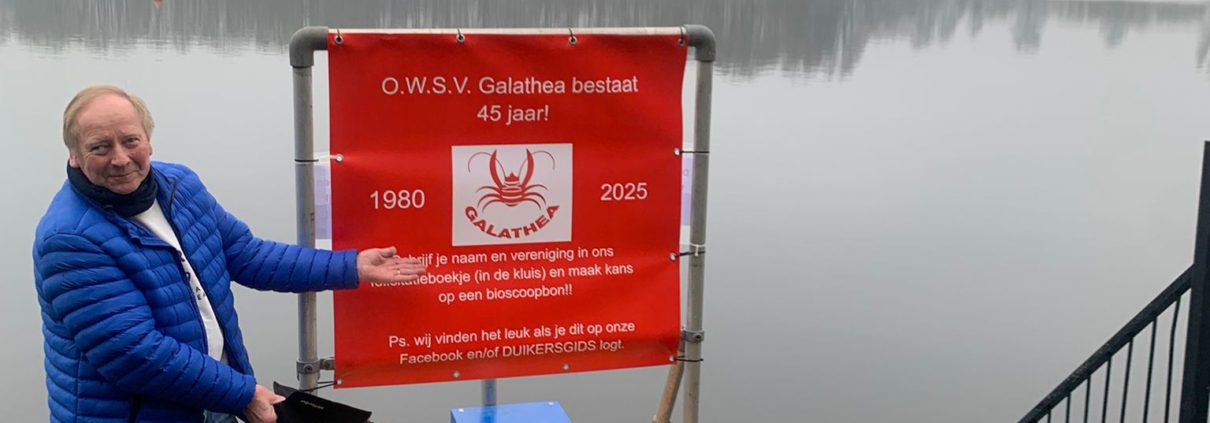 O.W.S.V. Galathea bestaat
45 jaar!
1980
2025
GALATHEA
je naam en vereniging in ons
(in de kluis) en maak kans
op een bioscoopbon!!
Ps. wij vinden het leuk als je dit op onze
Facebook en/of DUIKERSGIDS logt.